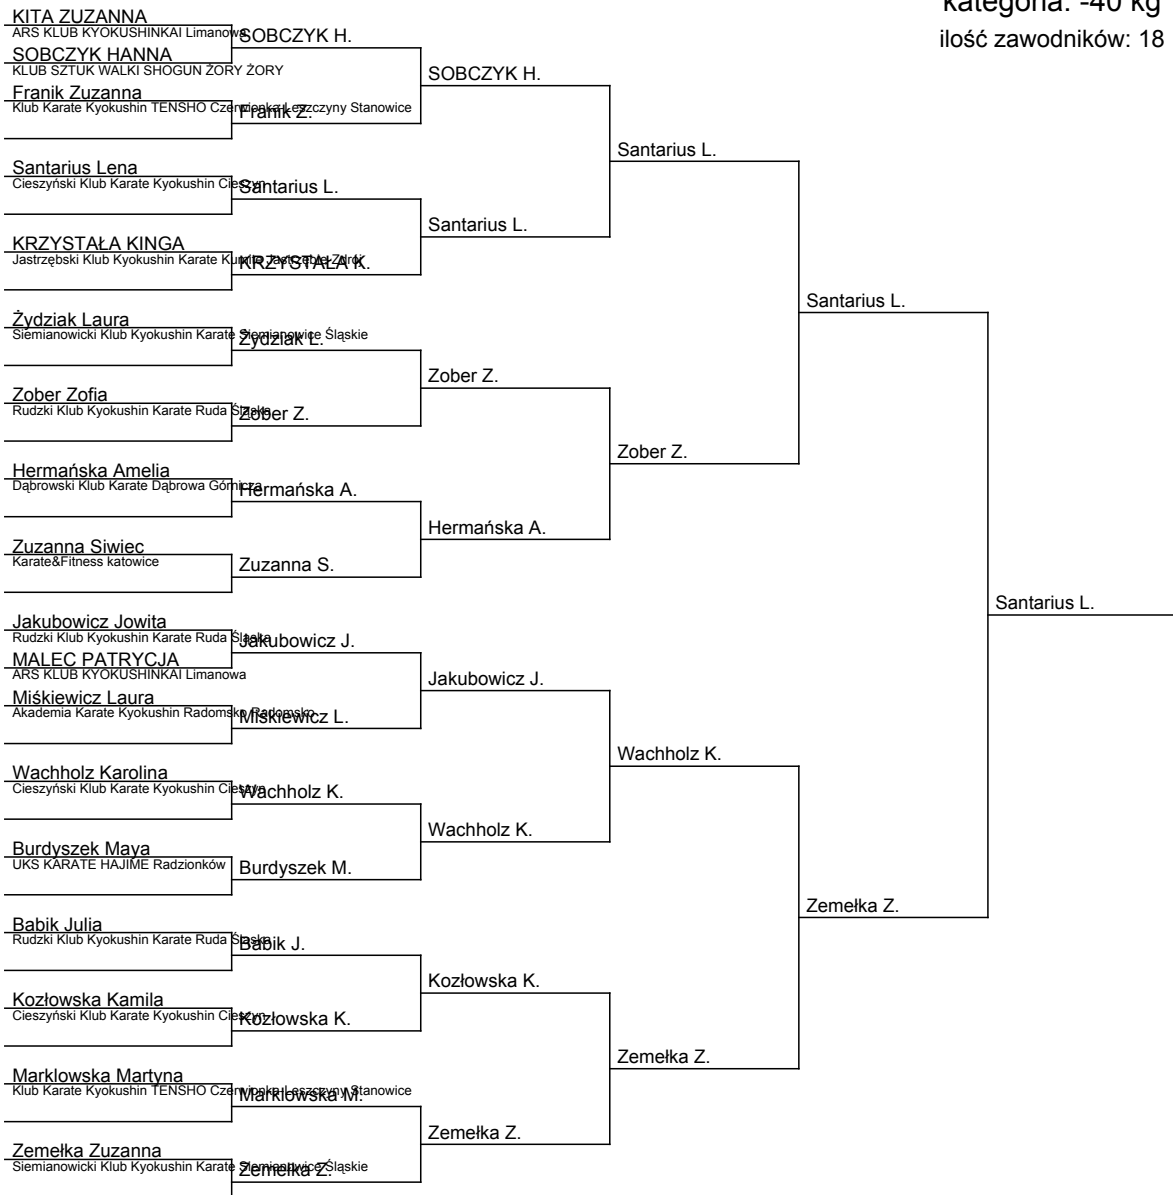 kategoria: -40 kg
ilość zawodników: 18
KITA ZUZANNA
ARS KLUB KYOKUSHINKAI Limanowa
SOBCZYK HANNA
KLUB SZTUK WALKI SHOGUN ŻORY ŻORY
Franik Zuzanna
Klub Karate Kyokushin TENSHO Czerwionka-Leszczyny Stanowice
Santarius Lena
Cieszyński Klub Karate Kyokushin Cieszyn
KRZYSTAŁA KINGA
Jastrzębski Klub Kyokushin Karate Kumite Jastrzębie-Zdrój
Żydziak Laura
Siemianowicki Klub Kyokushin Karate Siemianowice Śląskie
Zober Zofia
Rudzki Klub Kyokushin Karate Ruda Śląska
Hermańska Amelia
Dąbrowski Klub Karate Dąbrowa Górnicza
Zuzanna Siwiec
Karate&Fitness katowice
Jakubowicz Jowita
Rudzki Klub Kyokushin Karate Ruda Śląska
MALEC PATRYCJA
ARS KLUB KYOKUSHINKAI Limanowa
Miśkiewicz Laura
Akademia Karate Kyokushin Radomsko Radomsko
Wachholz Karolina
Cieszyński Klub Karate Kyokushin Cieszyn
Burdyszek Maya
UKS KARATE HAJIME Radzionków
Babik Julia
Rudzki Klub Kyokushin Karate Ruda Śląska
Kozłowska Kamila
Cieszyński Klub Karate Kyokushin Cieszyn
Marklowska Martyna
Klub Karate Kyokushin TENSHO Czerwionka-Leszczyny Stanowice
Zemełka Zuzanna
Siemianowicki Klub Kyokushin Karate Siemianowice Śląskie
SOBCZYK H.
Franik Z.
Santarius L.
KRZYSTAŁA K.
Żydziak L.
Zober Z.
Hermańska A.
Zuzanna S.
Jakubowicz J.
Miśkiewicz L.
Wachholz K.
Burdyszek M.
Babik J.
Kozłowska K.
Marklowska M.
Zemełka Z.
SOBCZYK H.
Santarius L.
Zober Z.
Hermańska A.
Jakubowicz J.
Wachholz K.
Kozłowska K.
Zemełka Z.
Santarius L.
Zober Z.
Wachholz K.
Zemełka Z.
Santarius L.
Zemełka Z.
Santarius L.